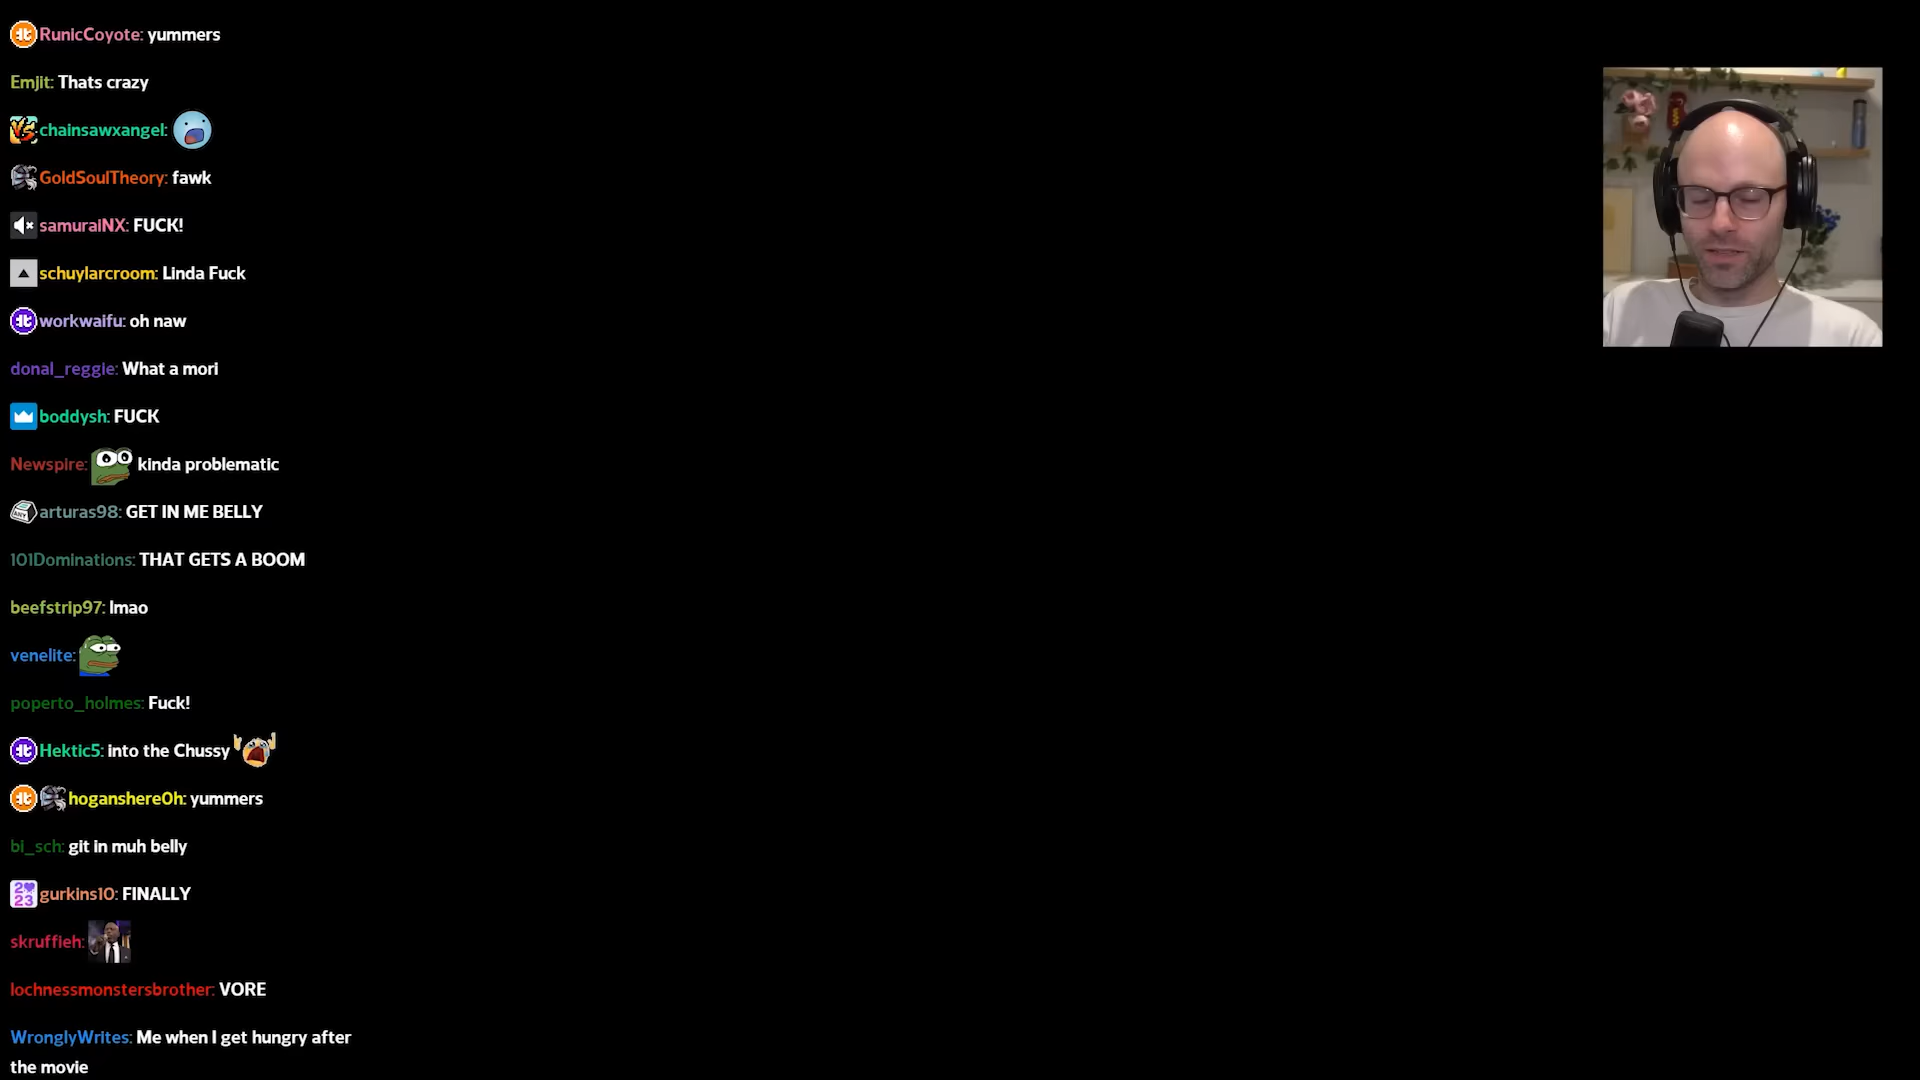 RunicCoyote: yummers
Emjit: Thats crazy
chainsawxangel:
GoldSoulTheory: fawk
samuraiNX: FUCK!
schuylarcroom: Linda Fuck
workwaifu: oh naw
donal_reggie: What a mori
boddysh: FUCK
Newspire: kinda problematic
arturas98: GET IN ME BELLY
101Dominations: THAT GETS A BOOM
beefstrip97: lmao
venelite:
poperto_holmes: Fuck!
Hektic5: into the Chussy
hoganshere0h: yummers
bi_sch: git in muh belly
gurkins10: FINALLY
skruffieh:
lochnessmonstersbrother: VORE
WronglyWrites: Me when I get hungry after
the movie